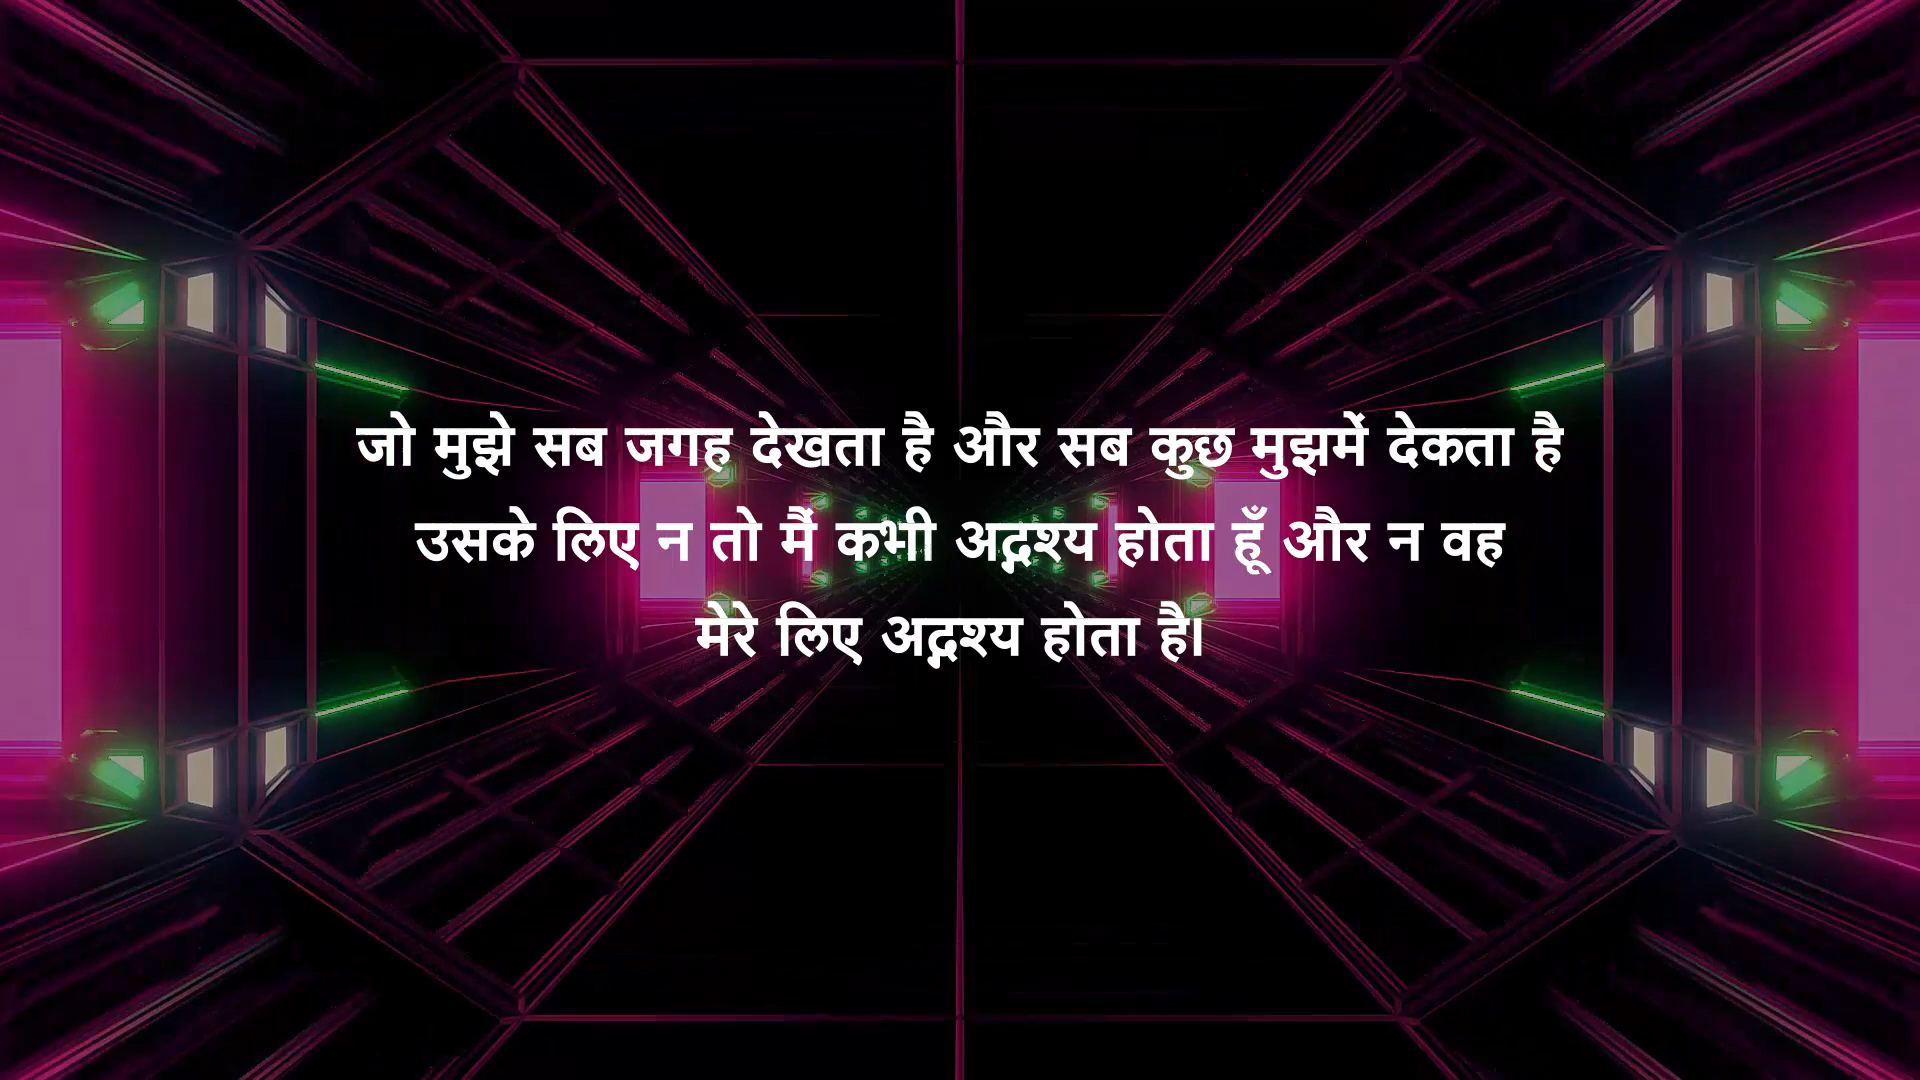 जो मुझे सब जगह देखता है और सब कुछ मुझमें देकता है
उसके लिए न तो मैं कभी अद्रश्य होता हूँ और न वह
मेरे लिए अद्रश्य होता है।